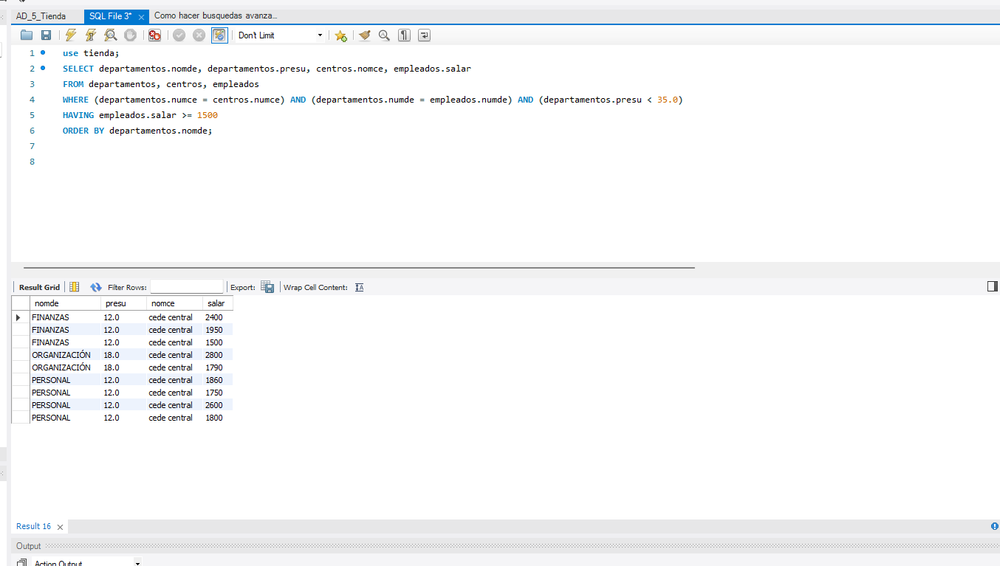 AD_5_Tienda SQL File 3* Como hacer busquedas avanza...
Don't Limit
1 use tienda;
2 SELECT departamentos.nomde, departamentos.presu, centros.nomce, empleados.salar
3 FROM departamentos, centros, empleados
4 WHERE (departamentos.numce = centros.numce) AND (departamentos.numde = empleados.numde) AND (departamentos.presu < 35.0)
5 HAVING empleados.salar >= 1500
6 ORDER BY departamentos.nomde;
7
8
Result Grid Filter Rows: Export: Wrap Cell Content:
nomde presu nomce salar
FINANZAS 12.0 cede central 2400
FINANZAS 12.0 cede central 1950
FINANZAS 12.0 cede central 1500
ORGANIZACIÓN 18.0 cede central 2800
ORGANIZACIÓN 18.0 cede central 1790
PERSONAL 12.0 cede central 1860
PERSONAL 12.0 cede central 1750
PERSONAL 12.0 cede central 2600
PERSONAL 12.0 cede central 1800
Result 16
Output
Action Output